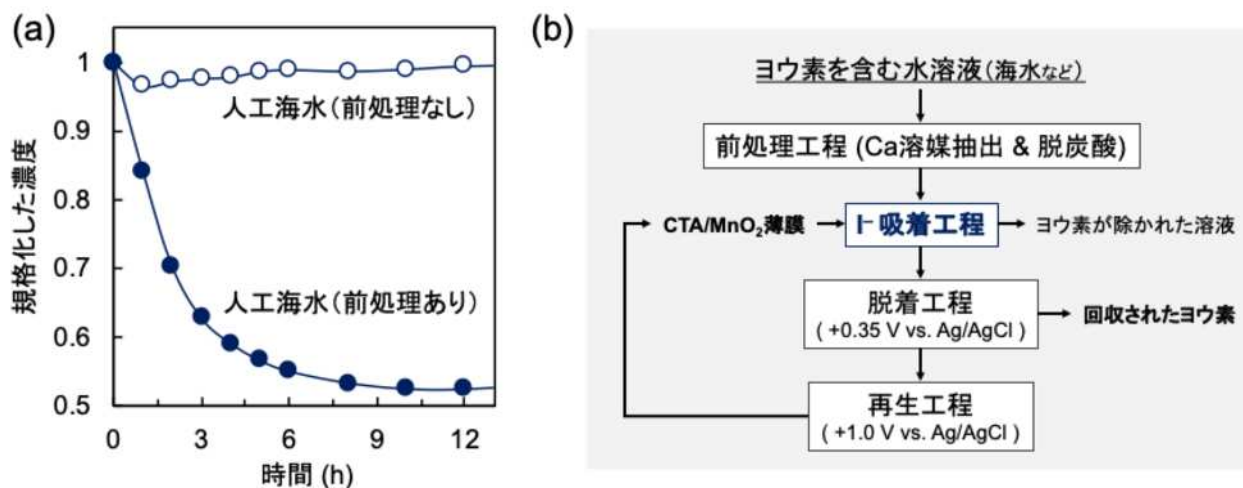 (a)
1
0.9
0.8
0.7
0.6
0.5
規格化した濃度
人工海水（前処理なし）
人工海水（前処理あり）
0 3 6 9 12
時間 (h)
(b)
ヨウ素を含む水溶液（海水など）
前処理工程 (Ca溶媒抽出 & 脱炭酸)
CTA/MnO₂薄膜
I⁻吸着工程
ヨウ素が除かれた溶液
脱着工程
( +0.35 V vs. Ag/AgCl )
回収されたヨウ素
再生工程
( +1.0 V vs. Ag/AgCl )